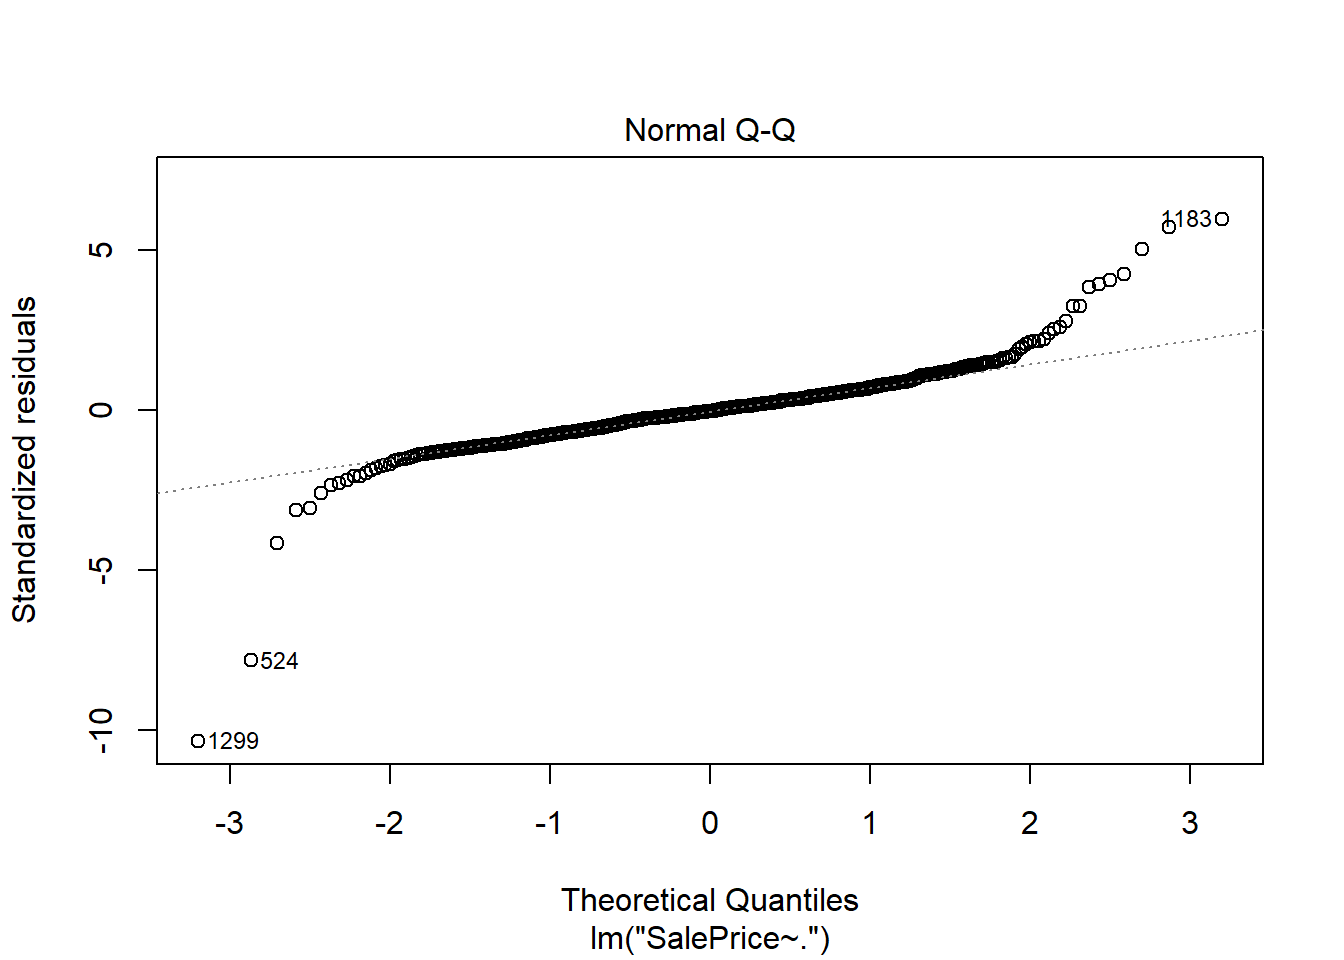 Normal Q-Q
Standardized residuals
5
0
-5
-10
1183
524
1299
-3 -2 -1 0 1 2 3
Theoretical Quantiles
lm("SalePrice~.")